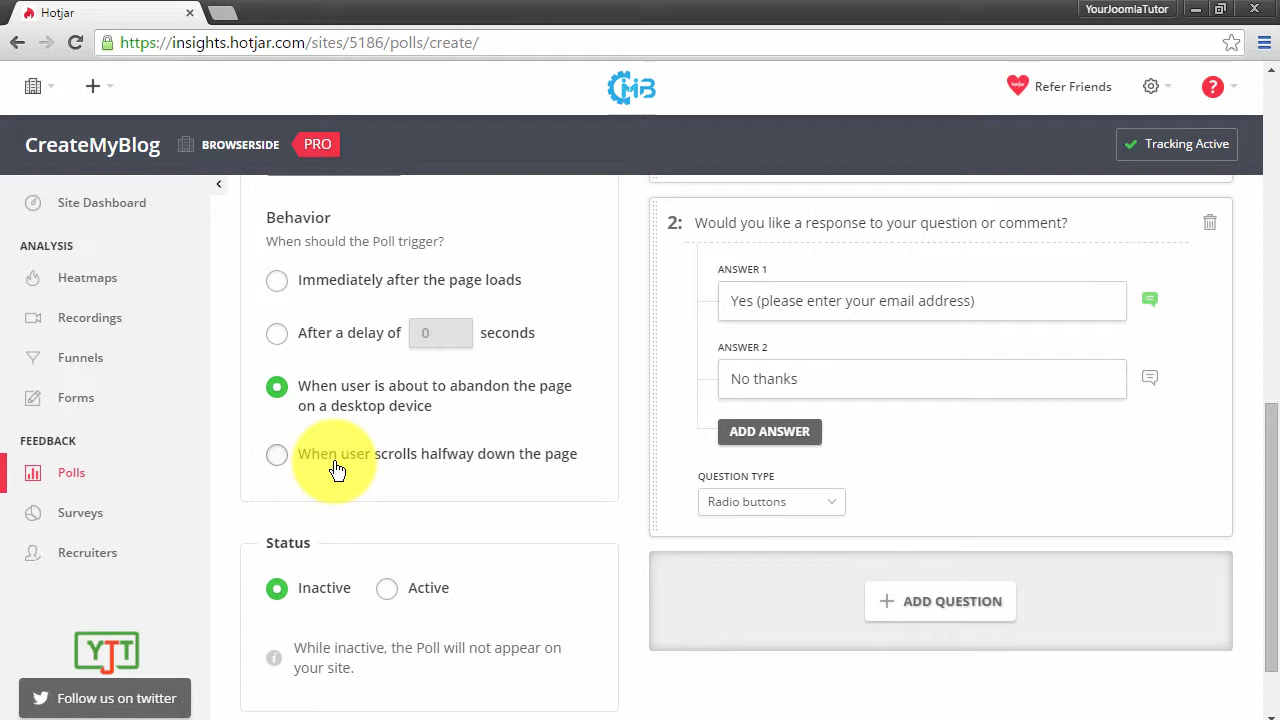 Hotjar
YourJoomlaTutor
https://insights.hotjar.com/sites/5186/polls/create/
CMB
hotjar
Refer Friends
?
CreateMyBlog
BROWSERSIDE
PRO
Tracking Active
Site Dashboard
ANALYSIS
Heatmaps
Recordings
Funnels
Forms
FEEDBACK
Polls
Surveys
Recruiters
YJT
Follow us on twitter
Behavior
When should the Poll trigger?
Immediately after the page loads
After a delay of 0 seconds
When user is about to abandon the page
on a desktop device
When user scrolls halfway down the page
Status
Inactive
Active
While inactive, the Poll will not appear on
your site.
2: Would you like a response to your question or comment?
ANSWER 1
Yes (please enter your email address)
ANSWER 2
No thanks
ADD ANSWER
QUESTION TYPE
Radio buttons
ADD QUESTION